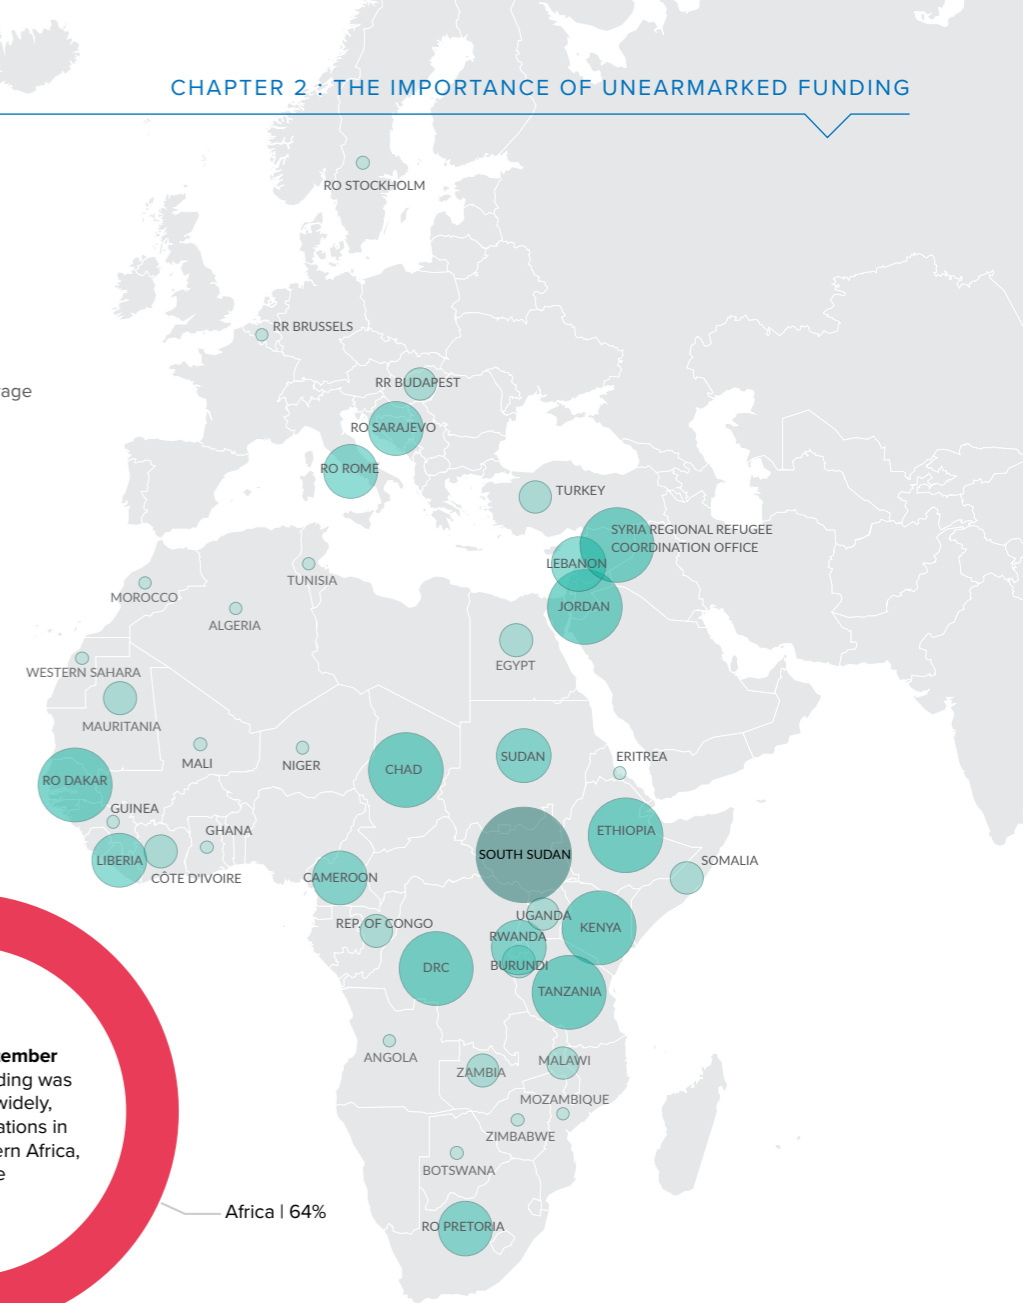 CHAPTER 2 : THE IMPORTANCE OF UNEARMARKED FUNDING
RO STOCKHOLM
RR BRUSSELS
RR BUDAPEST
age
RO SARAJEVO
RO ROME
TURKEY
SYRIA REGIONAL REFUGEE
COORDINATION OFFICE
LEBANON
TUNISIA
MOROCCO
JORDAN
ALGERIA
EGYPT
WESTERN SAHARA
MAURITANIA
MALI
NIGER
CHAD
SUDAN
ERITREA
RO DAKAR
GUINEA
GHANA
ETHIOPIA
LIBERIA
SOUTH SUDAN
SOMALIA
CÔTE D'IVOIRE
CAMEROON
UGANDA
REP. OF CONGO
KENYA
RWANDA
DRC
BURUNDI
TANZANIA
ember
ding was
widely,
ations in
ern Africa,
e
ANGOLA
ZAMBIA
MALAWI
MOZAMBIQUE
ZIMBABWE
BOTSWANA
Africa | 64%
RO PRETORIA